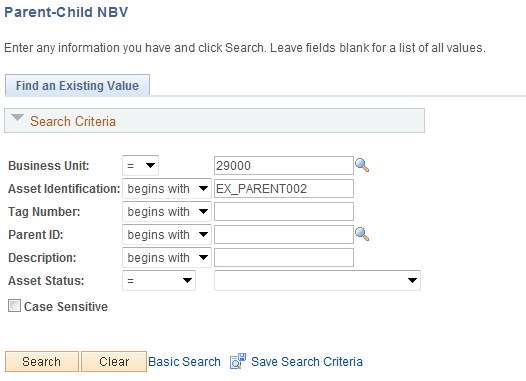 Parent-Child NBV
Enter any information you have and click Search. Leave fields blank for a list of all values.
Find an Existing Value
Search Criteria
Business Unit: = 29000
Asset Identification: begins with EX_PARENT002
Tag Number: begins with
Parent ID: begins with
Description: begins with
Asset Status: =
Case Sensitive
Search Clear Basic Search Save Search Criteria